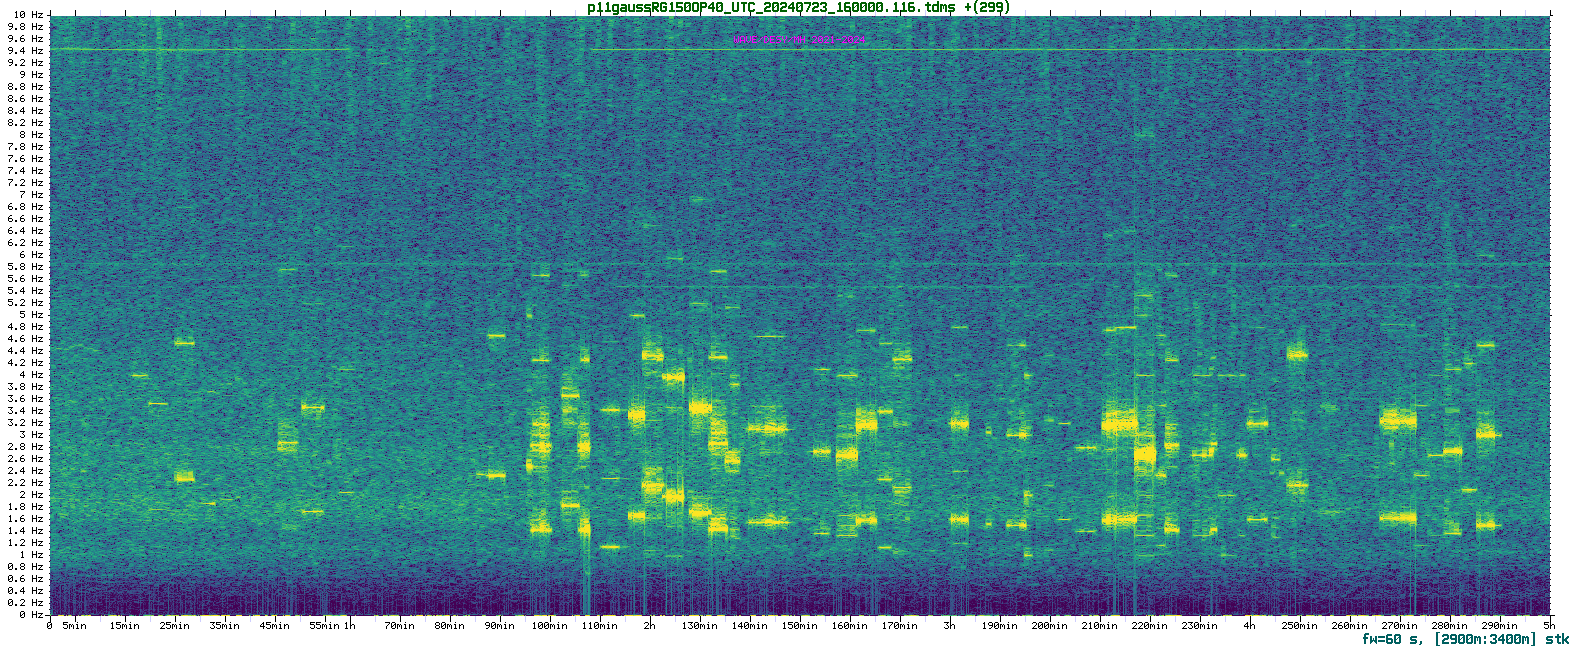 p11gaussRG1500P40_UTC_20240723_160000.116.tdms +(299)
10 Hz
9.8 Hz
9.6 Hz
9.4 Hz
9.2 Hz
9 Hz
8.8 Hz
8.6 Hz
8.4 Hz
8.2 Hz
8 Hz
7.8 Hz
7.6 Hz
7.4 Hz
7.2 Hz
7 Hz
6.8 Hz
6.6 Hz
6.4 Hz
6.2 Hz
6 Hz
5.8 Hz
5.6 Hz
5.4 Hz
5.2 Hz
5 Hz
4.8 Hz
4.6 Hz
4.4 Hz
4.2 Hz
4 Hz
3.8 Hz
3.6 Hz
3.4 Hz
3.2 Hz
3 Hz
2.8 Hz
2.6 Hz
2.4 Hz
2.2 Hz
2 Hz
1.8 Hz
1.6 Hz
1.4 Hz
1.2 Hz
1 Hz
0.8 Hz
0.6 Hz
0.4 Hz
0.2 Hz
0 Hz
0 5min 15min 25min 35min 45min 55min 1h 70min 80min 90min 100min 110min 2h 130min 140min 150min 160min 170min 3h 190min 200min 210min 220min 230min 4h 250min 260min 270min 280min 290min 5h
fw=60 s, [2900m:3400m] stk